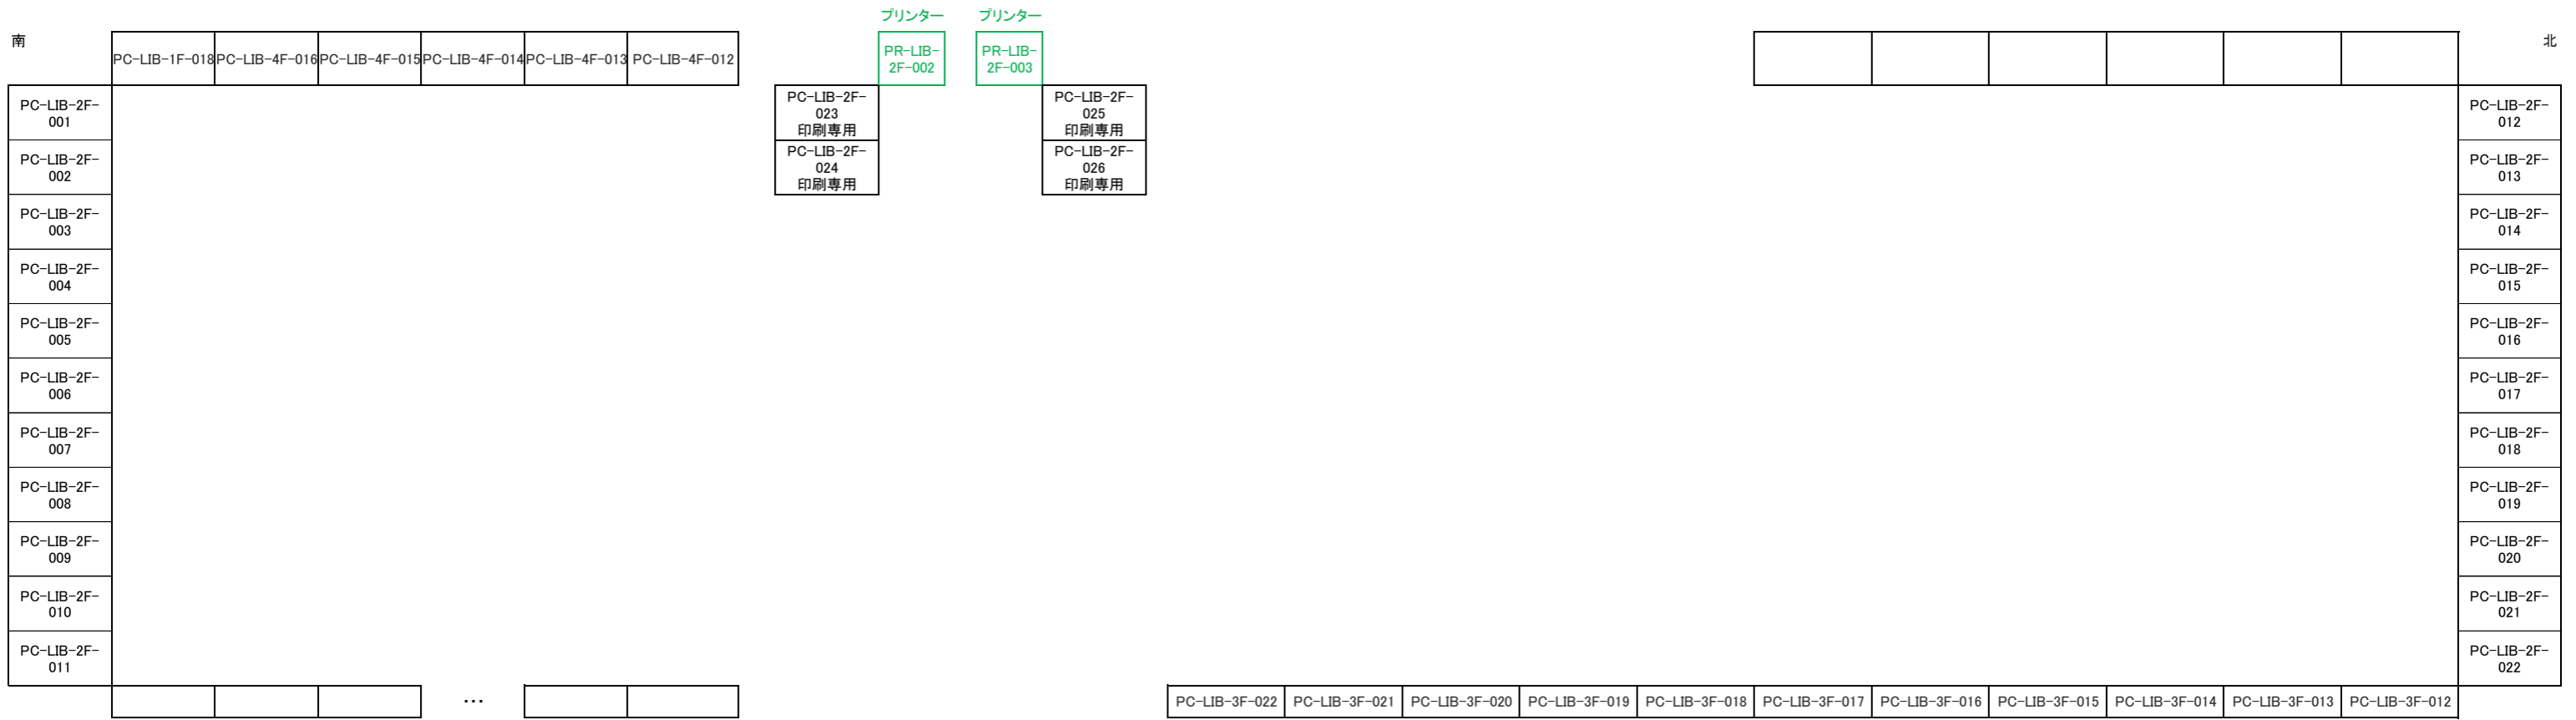 プリンター プリンター
南 北
PC-LIB-1F-018 PC-LIB-4F-016 PC-LIB-4F-015 PC-LIB-4F-014 PC-LIB-4F-013 PC-LIB-4F-012
PR-LIB-
2F-002
PR-LIB-
2F-003
PC-LIB-2F-
023
印刷専用
PC-LIB-2F-
024
印刷専用
PC-LIB-2F-
025
印刷専用
PC-LIB-2F-
026
印刷専用
PC-LIB-2F-
001
PC-LIB-2F-
002
PC-LIB-2F-
003
PC-LIB-2F-
004
PC-LIB-2F-
005
PC-LIB-2F-
006
PC-LIB-2F-
007
PC-LIB-2F-
008
PC-LIB-2F-
009
PC-LIB-2F-
010
PC-LIB-2F-
011
PC-LIB-2F-
012
PC-LIB-2F-
013
PC-LIB-2F-
014
PC-LIB-2F-
015
PC-LIB-2F-
016
PC-LIB-2F-
017
PC-LIB-2F-
018
PC-LIB-2F-
019
PC-LIB-2F-
020
PC-LIB-2F-
021
PC-LIB-2F-
022
…
PC-LIB-3F-022 PC-LIB-3F-021 PC-LIB-3F-020 PC-LIB-3F-019 PC-LIB-3F-018 PC-LIB-3F-017 PC-LIB-3F-016 PC-LIB-3F-015 PC-LIB-3F-014 PC-LIB-3F-013 PC-LIB-3F-012